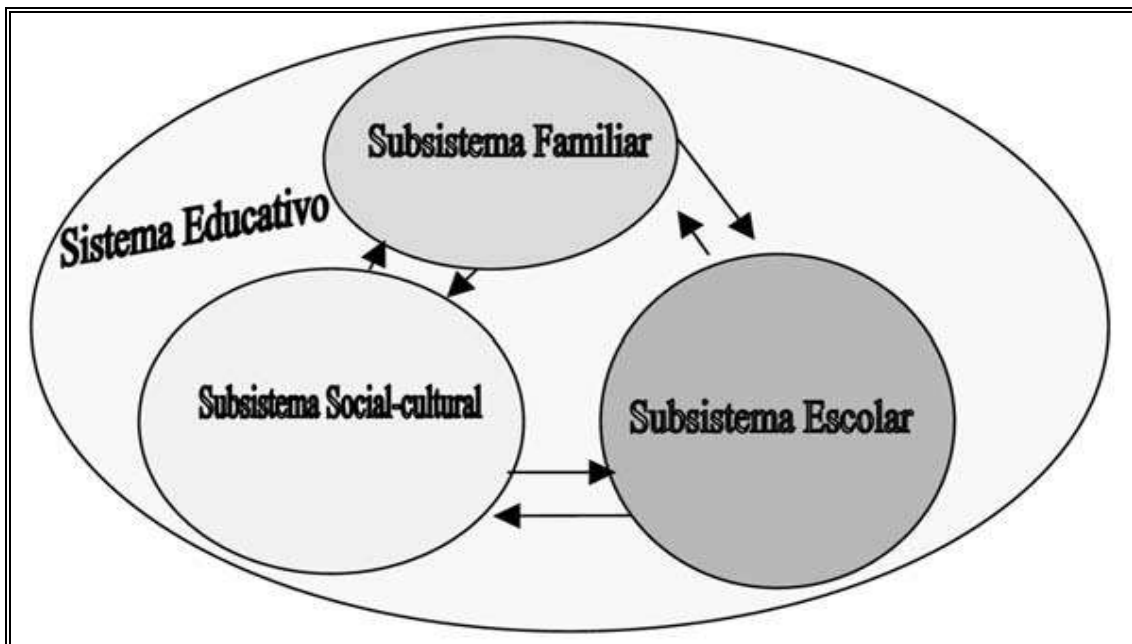 Subsistema Familiar
Sistema Educativo
Subsistema Social-cultural
Subsistema Escolar